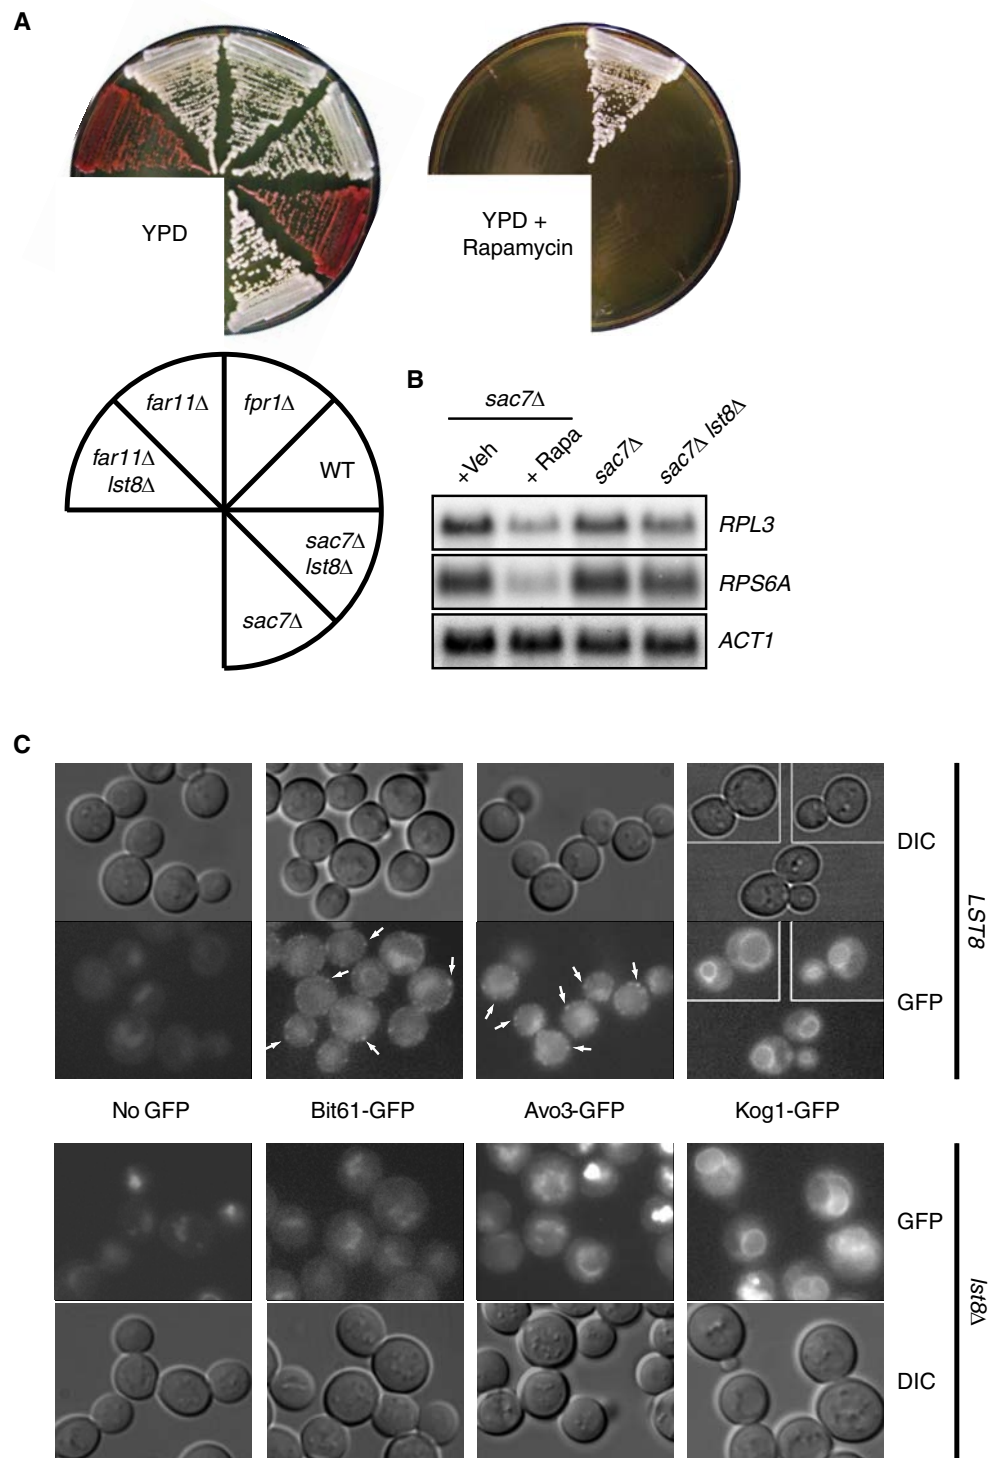 A
YPD
YPD +
Rapamycin
far11Δ
fpr1Δ
far11Δ
lst8Δ
WT
sac7Δ
lst8Δ
sac7Δ
B
sac7Δ
+Veh
+ Rapa
sac7Δ
sac7Δ lst8Δ
RPL3
RPS6A
ACT1
C
DIC
GFP
LST8
No GFP
Bit61-GFP
Avo3-GFP
Kog1-GFP
GFP
DIC
lst8Δ